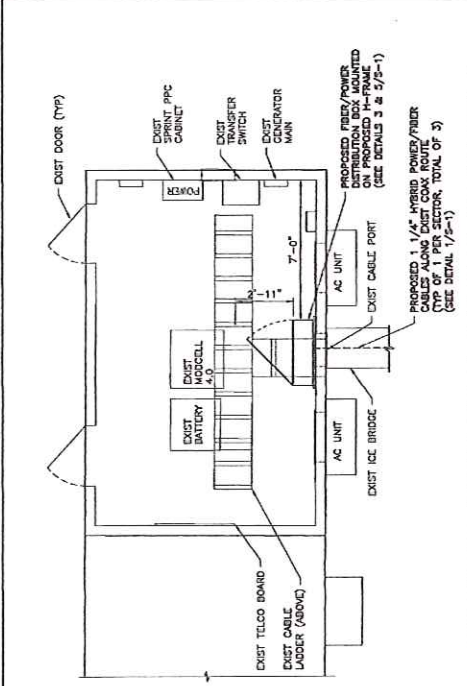 EXIST DOOR (TYP)
EXIST
SPRINT PPC
CABINET
EXIST
TRANSFER
SWITCH
EXIST
GENERATOR
MAIN
PROPOSED FIBER/POWER
DISTRIBUTION BOX MOUNTED
ON PROPOSED H-FRAME
(SEE DETAILS 3 & 5/S-1)
POWER
7'-0"
2'-11"
EXIST
MODCELL
4.0
EXIST
BATTERY
AC UNIT
EXIST CABLE PORT
PROPOSED 1 1/4" HYBRID POWER/FIBER
CABLES ALONG EXIST COAX ROUTE
(TYP OF 1 PER SECTOR, TOTAL OF 3)
(SEE DETAIL 1/S-1)
AC UNIT
EXIST ICE BRIDGE
EXIST TELCO BOARD
EXIST CABLE
LADDER (ABOVE)